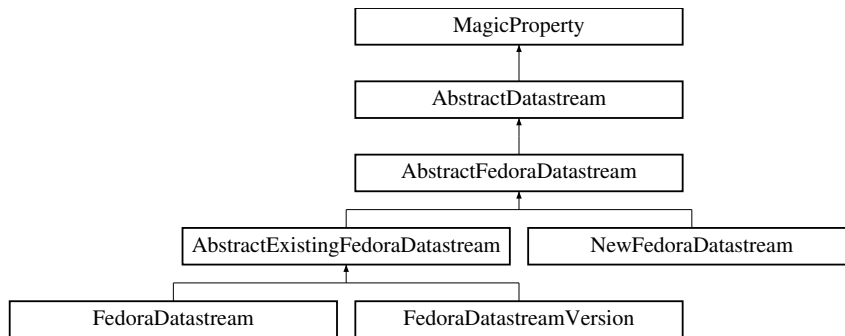 MagicProperty
AbstractDatastream
AbstractFedoraDatastream
AbstractExistingFedoraDatastream
NewFedoraDatastream
FedoraDatastream
FedoraDatastreamVersion